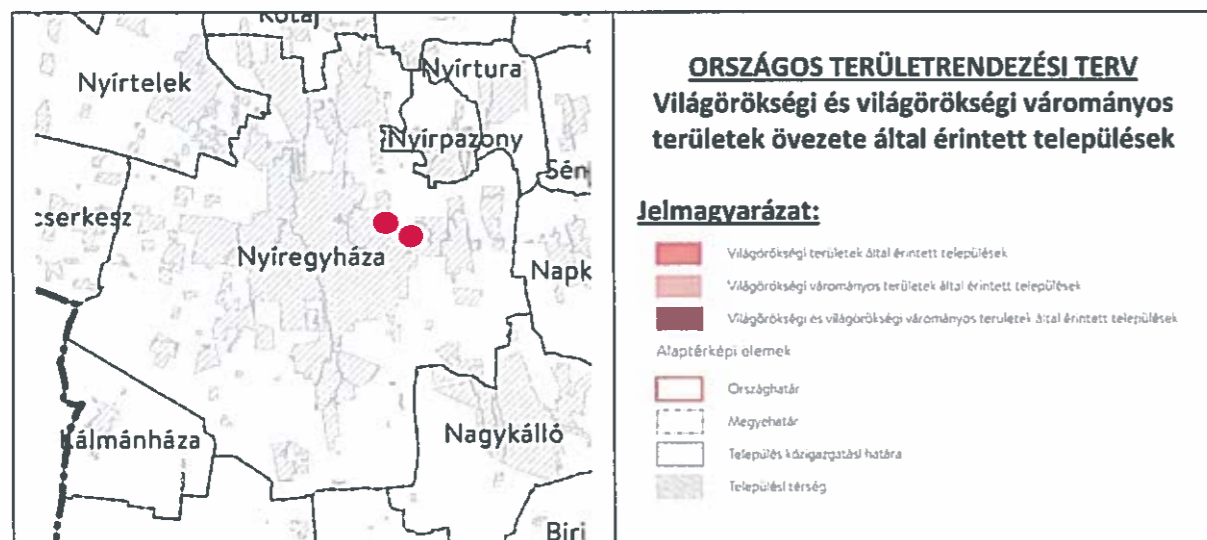 Kótaj
Nyírtelek
Nyírtura
Nyírpazony
Sén
cserkesz
Nyíregyháza
Napk
Kálmánháza
Nagykálló
Biri
ORSZÁGOS TERÜLETRENDEZÉSI TERV
Világörökségi és világörökségi várományos
területek övezete által érintett települések
Jelmagyarázat:
Világörökségi területek által érintett települések
Világörökségi várományos területek által érintett települések
Világörökségi és világörökségi várományos területek által érintett települések
Alaptérképi elemek
Országhatár
Megyehatár
Település közigazgatási határa
Települési térség